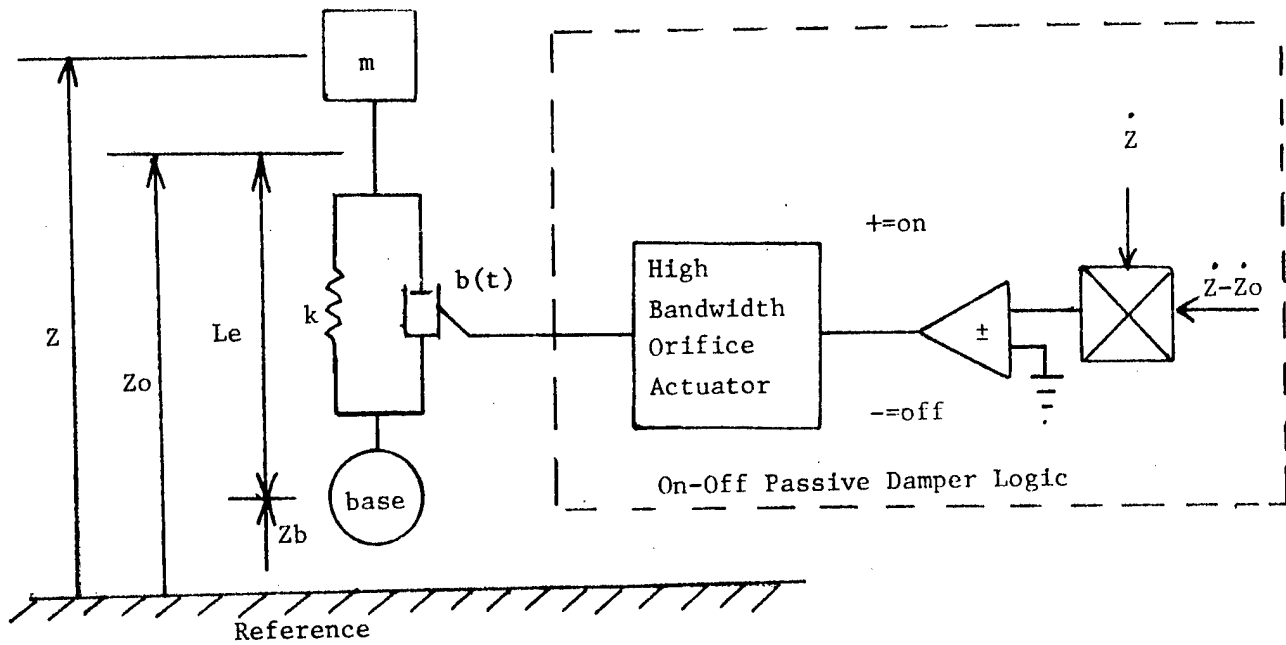 m
Ż
+=on
High
Bandwidth
Orifice
Actuator
b(t)
Ż-Żo
k
Le
Z
±
Zo
-=off
On-Off Passive Damper Logic
base
Zb
Reference